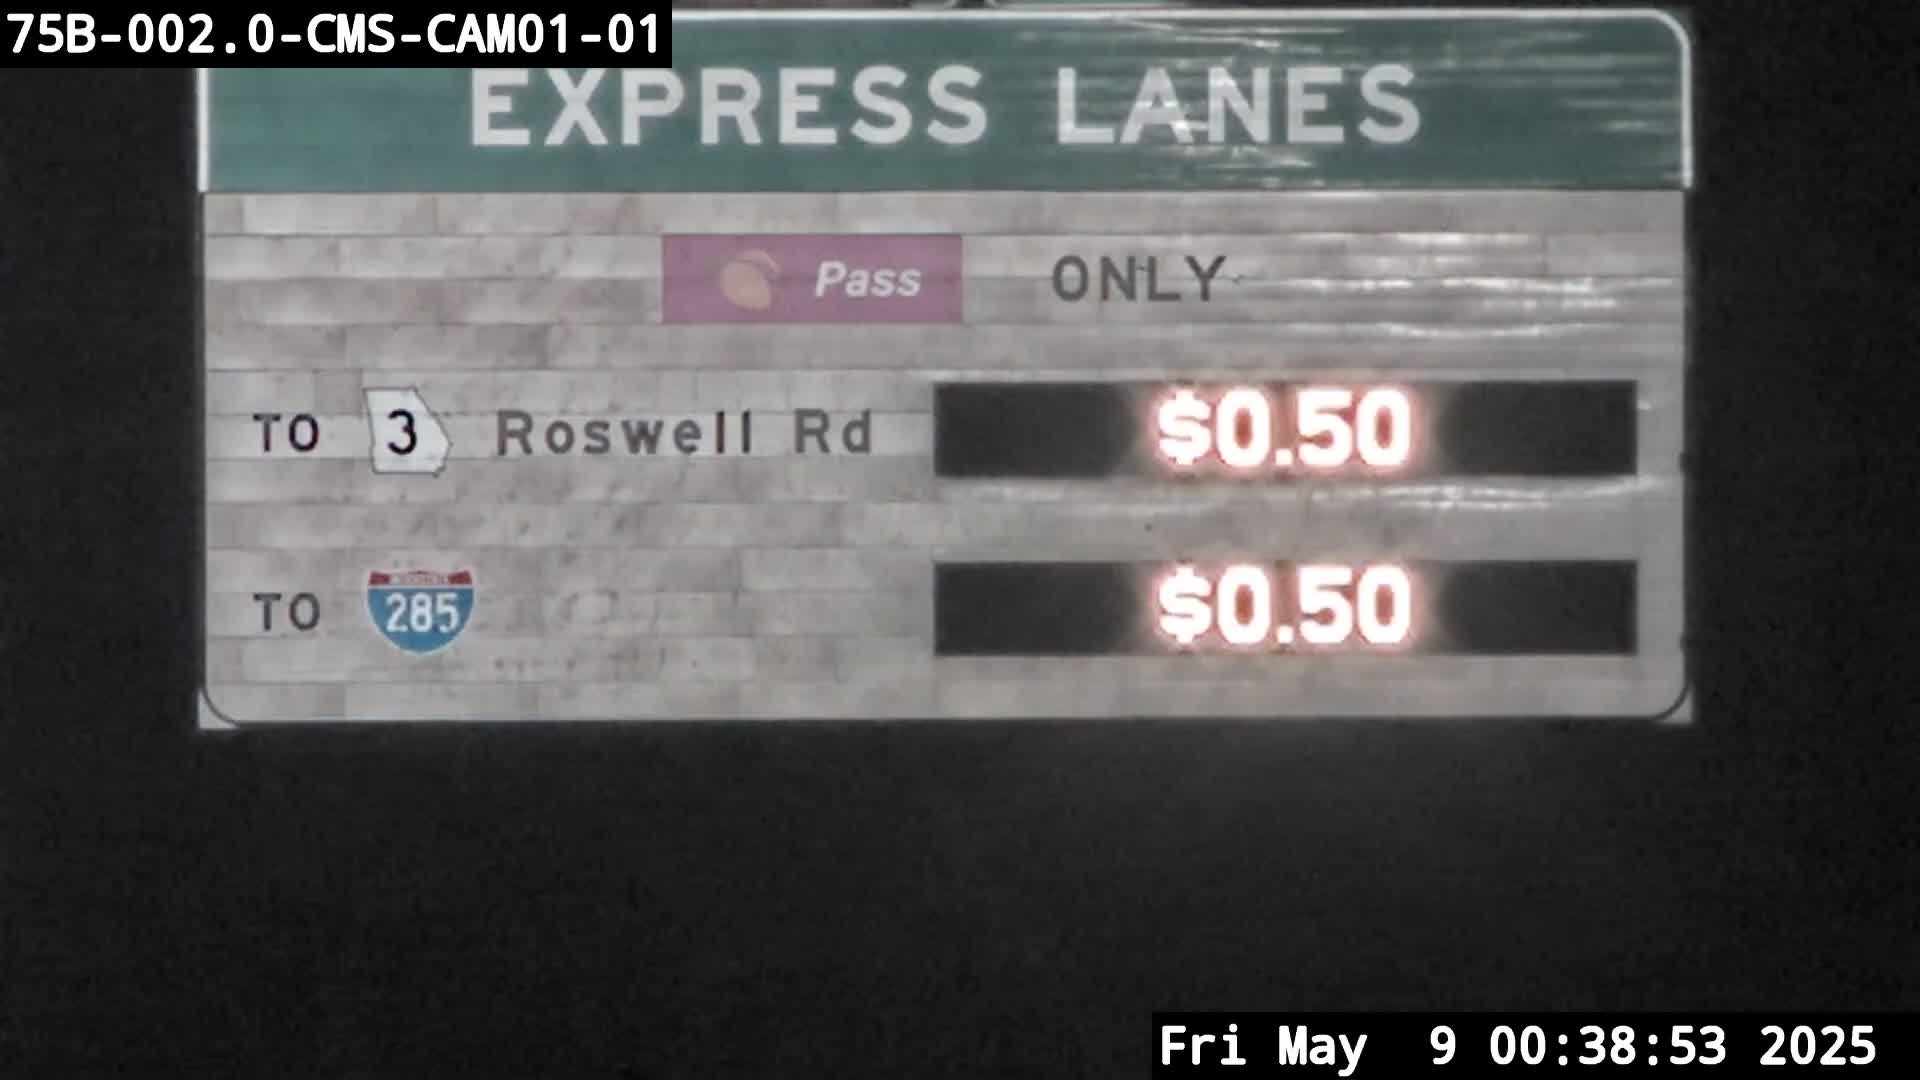 75B-002.0-CMS-CAM01-01
EXPRESS LANES
Pass ONLY
TO 3 Roswell Rd $0.50
TO 285 $0.50
Fri May 9 00:38:53 2025